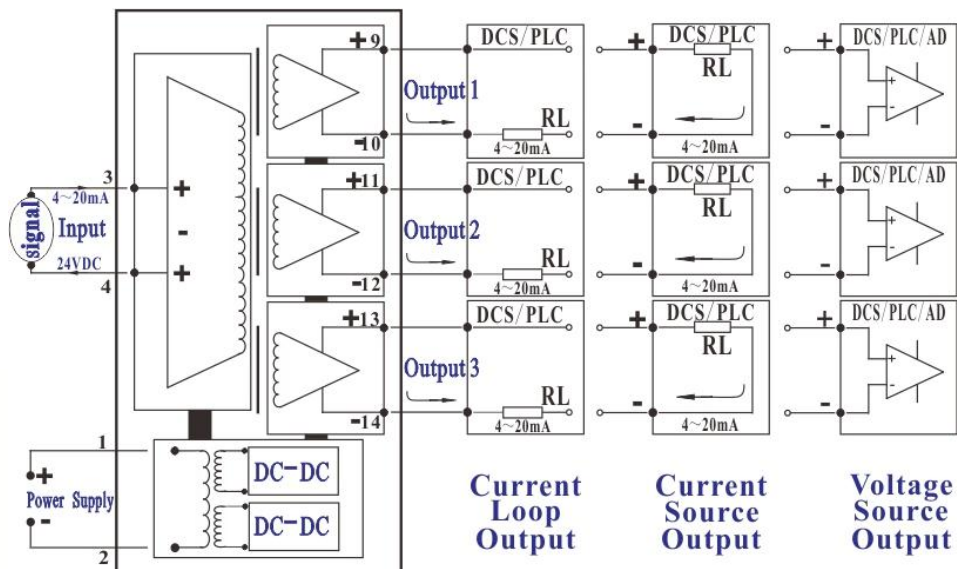 3
4~20mA
+
signal
Input
-
24VDC
+
4
1
+
Power Supply
-
2
DC-DC
DC-DC
+9
Output 1
-10
+11
Output 2
-12
+13
Output 3
-14
DCS/PLC
RL
4~20mA
DCS/PLC
RL
4~20mA
DCS/PLC
RL
4~20mA
Current
Loop
Output
+
DCS/PLC
RL
-
4~20mA
+
DCS/PLC
RL
-
4~20mA
+
DCS/PLC
RL
-
4~20mA
Current
Source
Output
+
DCS/PLC/AD
+
-
-
+
DCS/PLC/AD
+
-
-
+
DCS/PLC/AD
+
-
-
Voltage
Source
Output